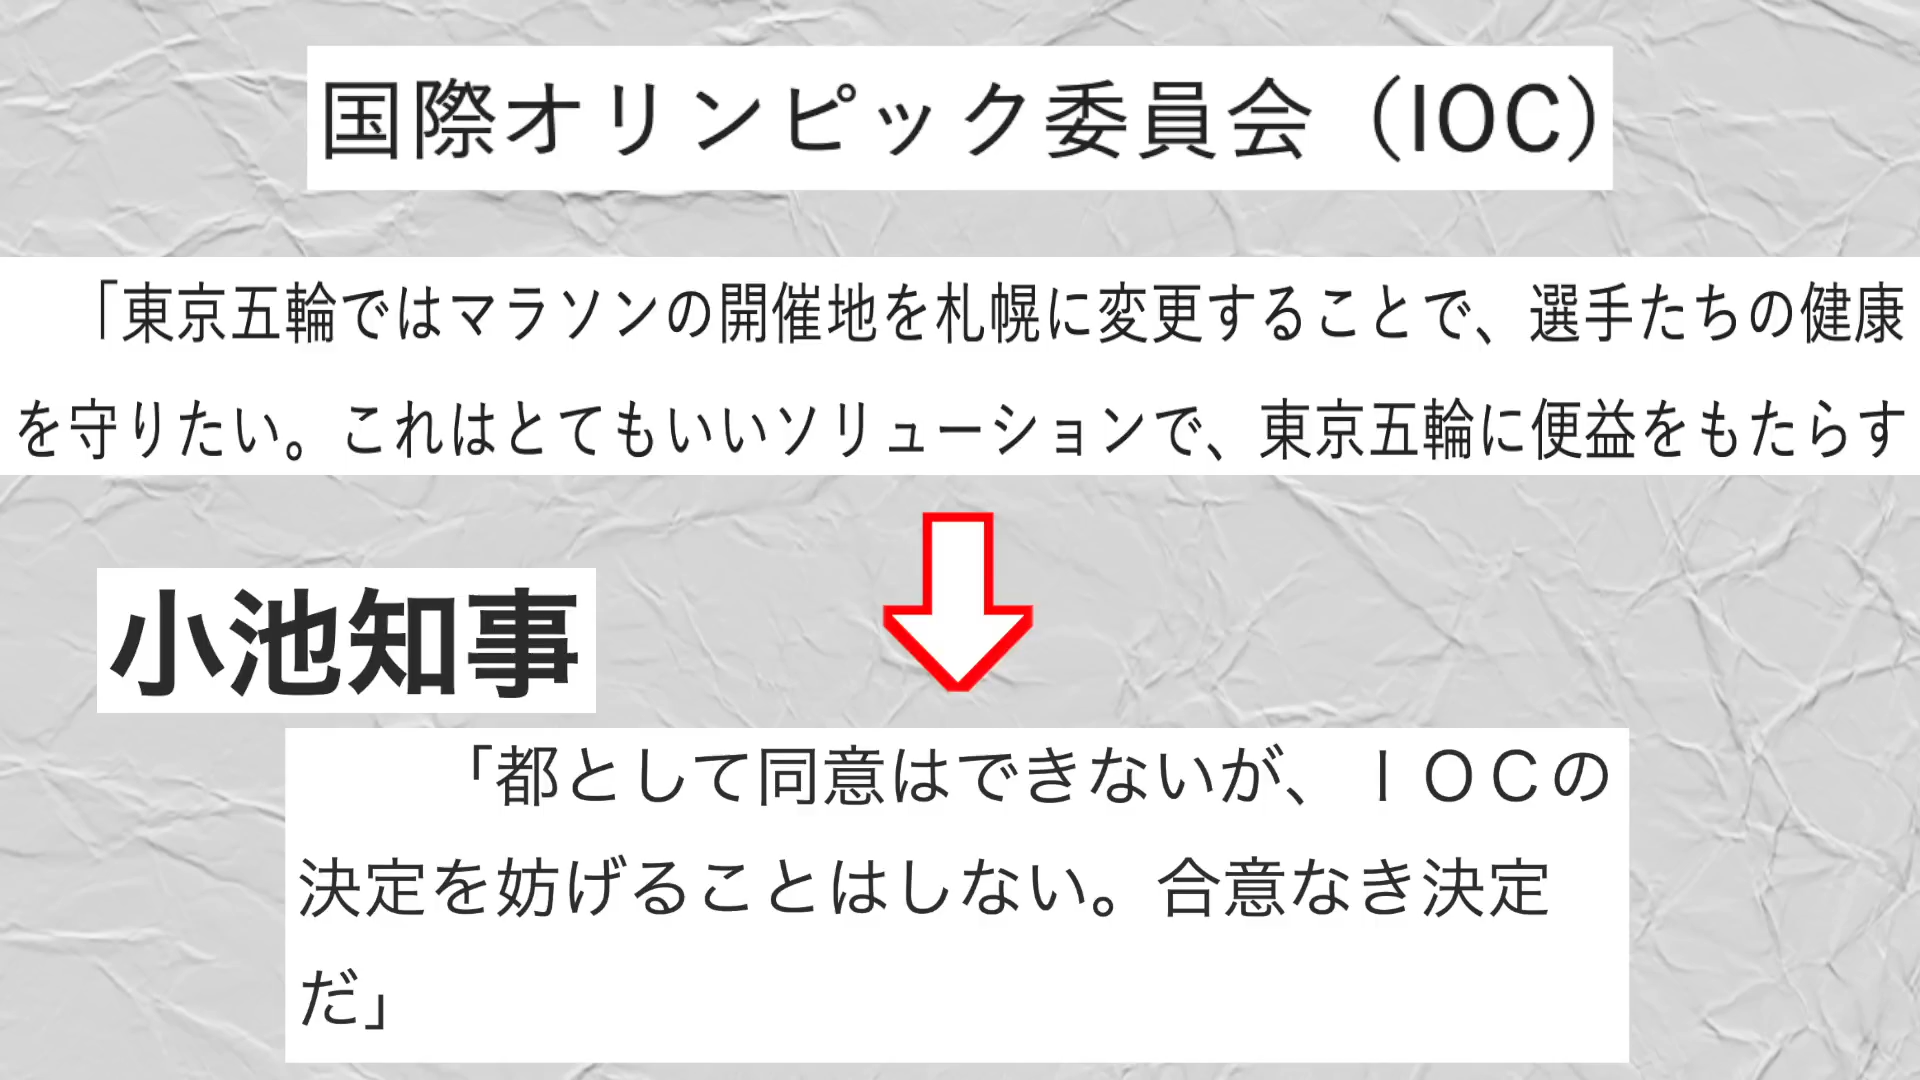 国際オリンピック委員会（IOC）
「東京五輪ではマラソンの開催地を札幌に変更することで、選手たちの健康
を守りたい。これはとてもいいソリューションで、東京五輪に便益をもたらす
小池知事
「都として同意はできないが、ＩＯＣの
決定を妨げることはしない。合意なき決定
だ」